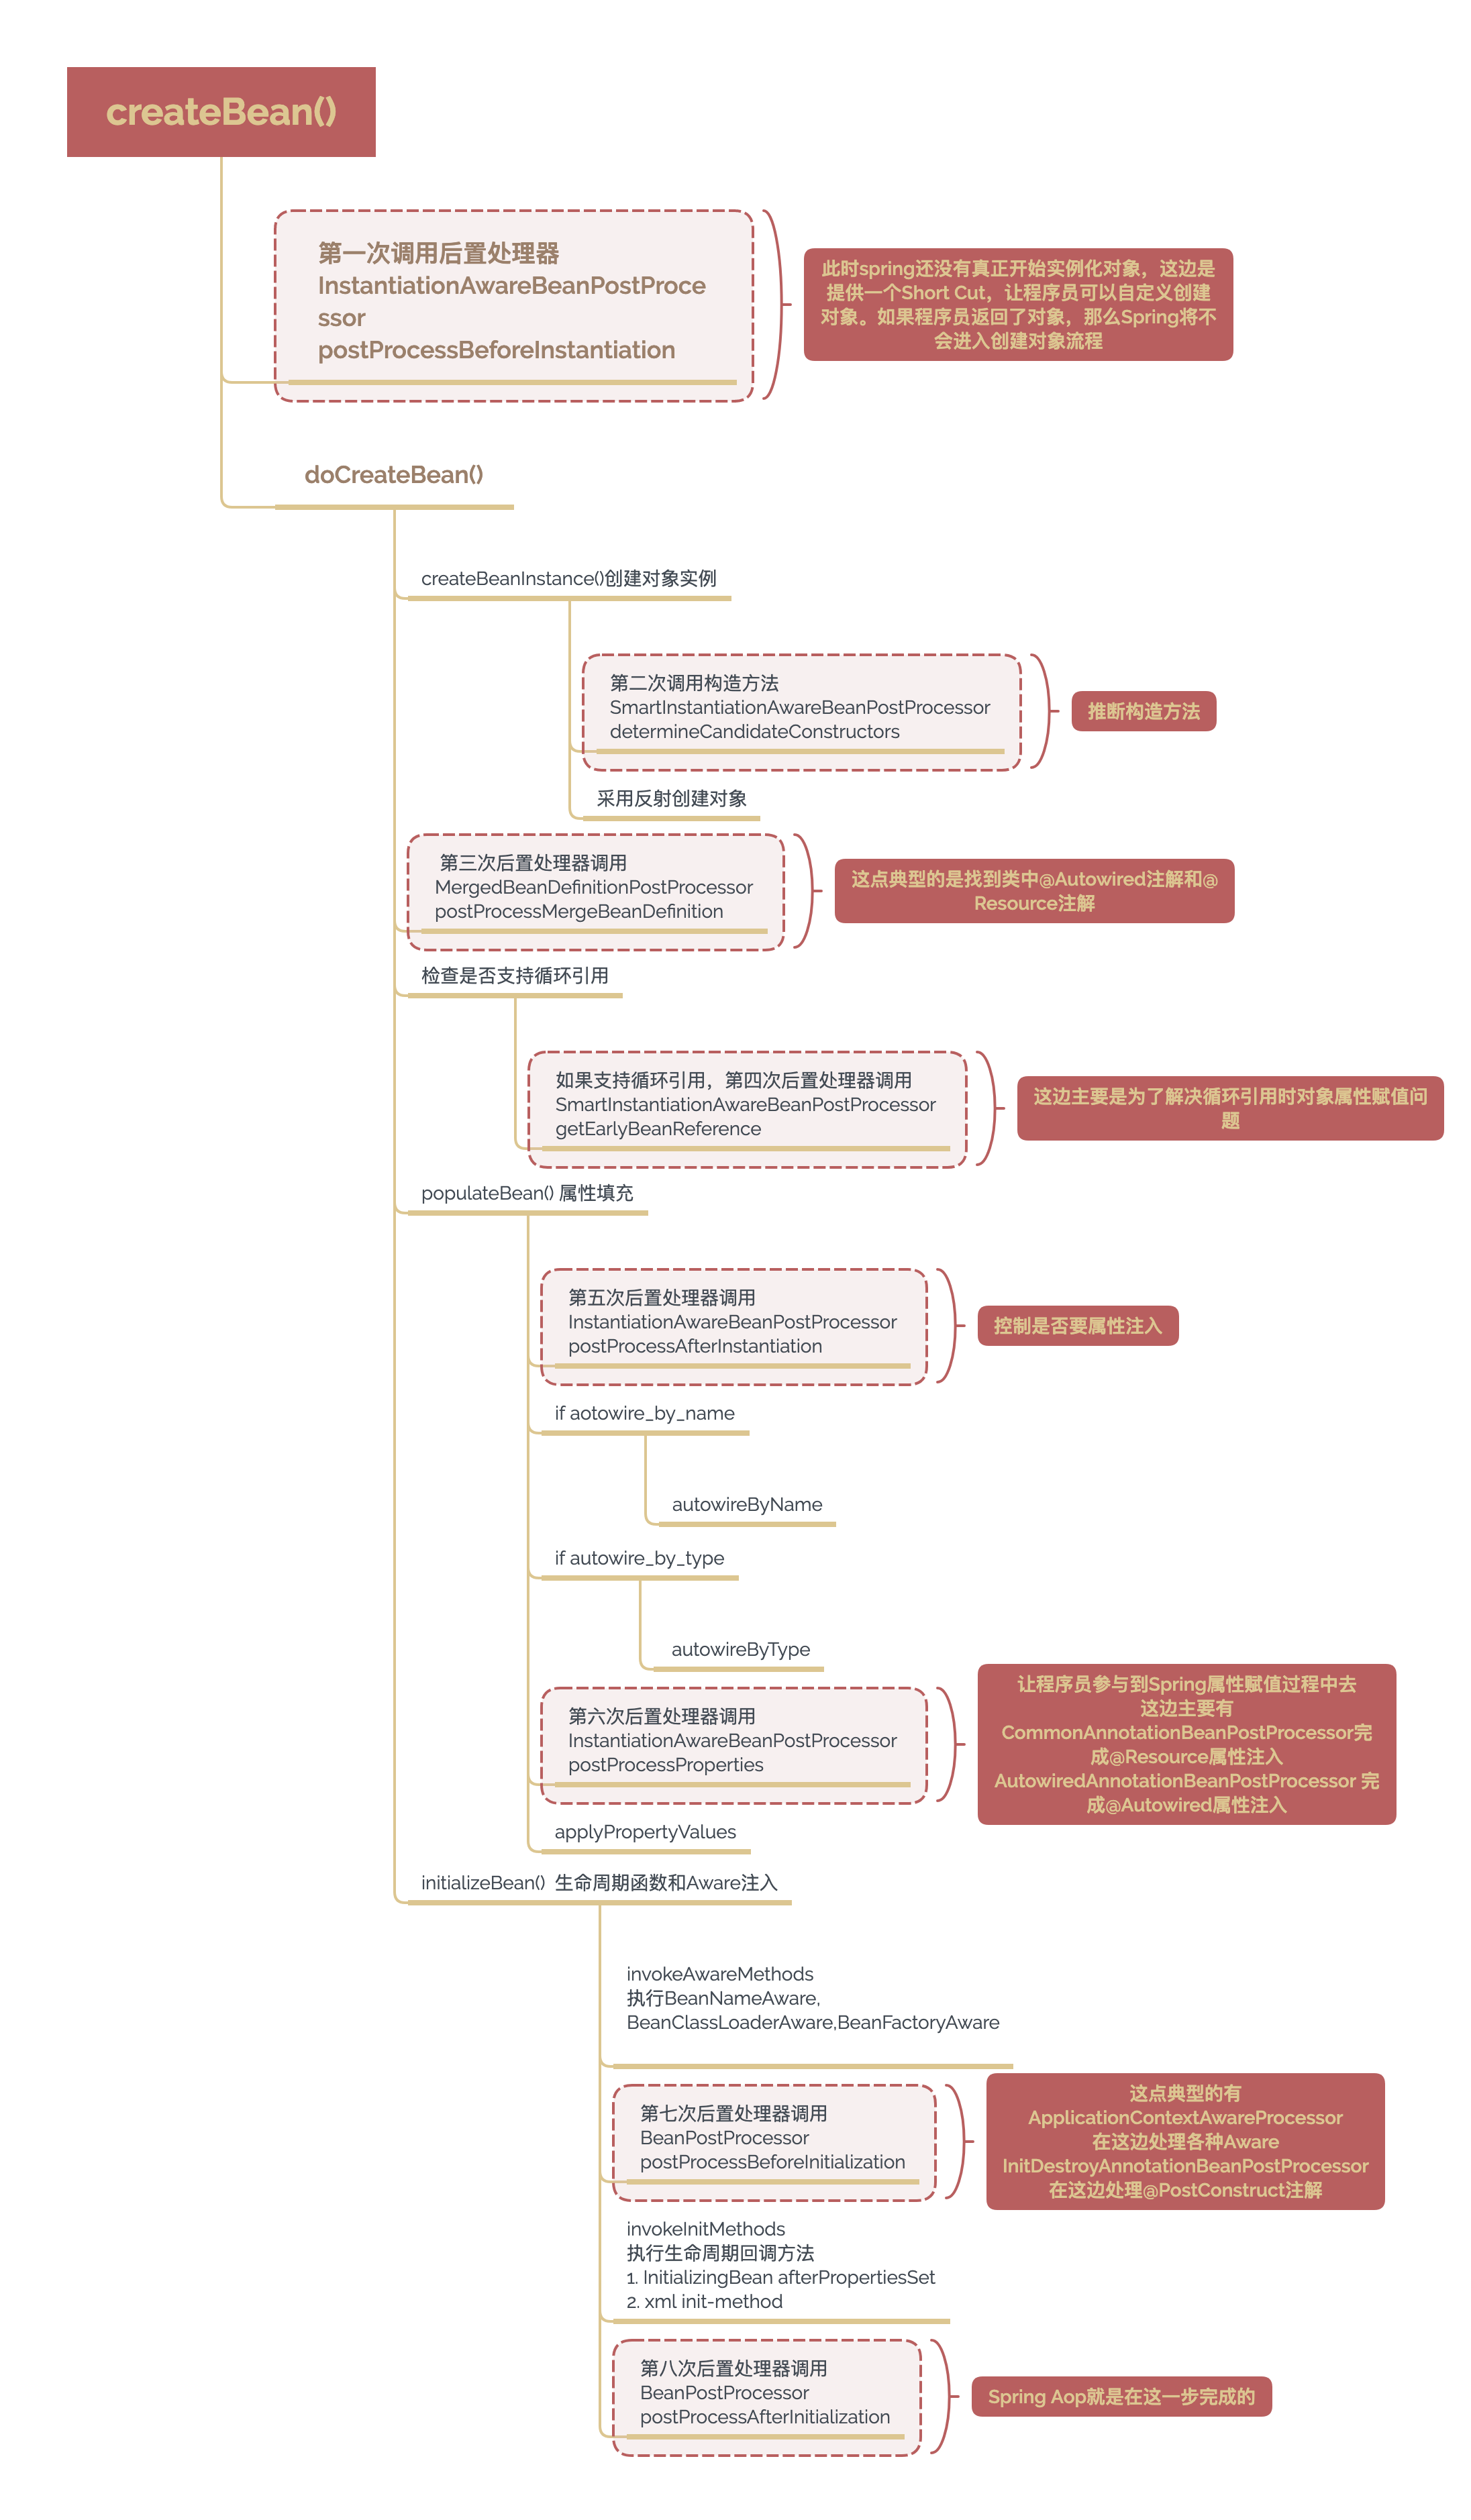 createBean()
第一次调用后置处理器
InstantiationAwareBeanPostProce
ssor
postProcessBeforeInstantiation
此时spring还没有真正开始实例化对象，这边是
提供一个Short Cut，让程序员可以自定义创建
对象。如果程序员返回了对象，那么Spring将不
会进入创建对象流程
doCreateBean()
createBeanInstance()创建对象实例
第二次调用构造方法
SmartInstantiationAwareBeanPostProcessor
determineCandidateConstructors
推断构造方法
采用反射创建对象
第三次后置处理器调用
MergedBeanDefinitionPostProcessor
postProcessMergeBeanDefinition
这点典型的是找到类中@Autowired注解和@
Resource注解
检查是否支持循环引用
如果支持循环引用，第四次后置处理器调用
SmartInstantiationAwareBeanPostProcessor
getEarlyBeanReference
这边主要是为了解决循环引用时对象属性赋值问
题
populateBean() 属性填充
第五次后置处理器调用
InstantiationAwareBeanPostProcessor
postProcessAfterInstantiation
控制是否要属性注入
if aotowire_by_name
autowireByName
if autowire_by_type
autowireByType
第六次后置处理器调用
InstantiationAwareBeanPostProcessor
postProcessProperties
让程序员参与到Spring属性赋值过程中去
这边主要有
CommonAnnotationBeanPostProcessor完
成@Resource属性注入
AutowiredAnnotationBeanPostProcessor 完
成@Autowired属性注入
applyPropertyValues
initializeBean() 生命周期函数和Aware注入
invokeAwareMethods
执行BeanNameAware,
BeanClassLoaderAware,BeanFactoryAware
第七次后置处理器调用
BeanPostProcessor
postProcessBeforeInitialization
这点典型的有
ApplicationContextAwareProcessor
在这边处理各种Aware
InitDestroyAnnotationBeanPostProcessor
在这边处理@PostConstruct注解
invokeInitMethods
执行生命周期回调方法
1. InitializingBean afterPropertiesSet
2. xml init-method
第八次后置处理器调用
BeanPostProcessor
postProcessAfterInitialization
Spring Aop就是在这一步完成的